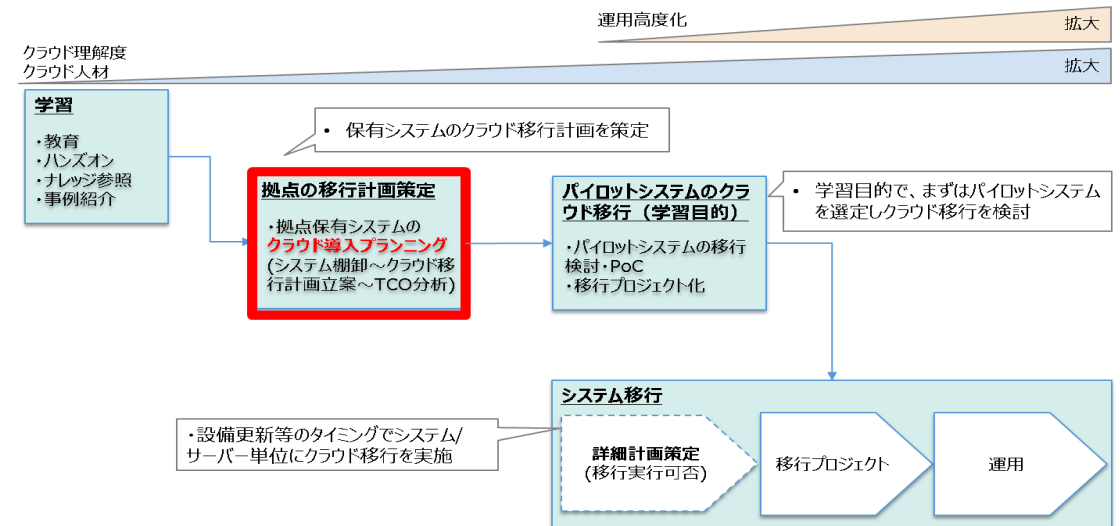 運用高度化
拡大
クラウド理解度
クラウド人材
拡大
学習
・教育
・ハンズオン
・ナレッジ参照
・事例紹介
• 保有システムのクラウド移行計画を策定
拠点の移行計画策定
・拠点保有システムの
クラウド導入プランニング
(システム棚卸～クラウド移
行計画立案～TCO分析)
パイロットシステムのクラ
ウド移行（学習目的）
・パイロットシステムの移行
検討・PoC
・移行プロジェクト化
• 学習目的で、まずはパイロットシステム
を選定しクラウド移行を検討
システム移行
・設備更新等のタイミングでシステム/
サーバー単位にクラウド移行を実施
詳細計画策定
(移行実行可否)
移行プロジェクト
運用